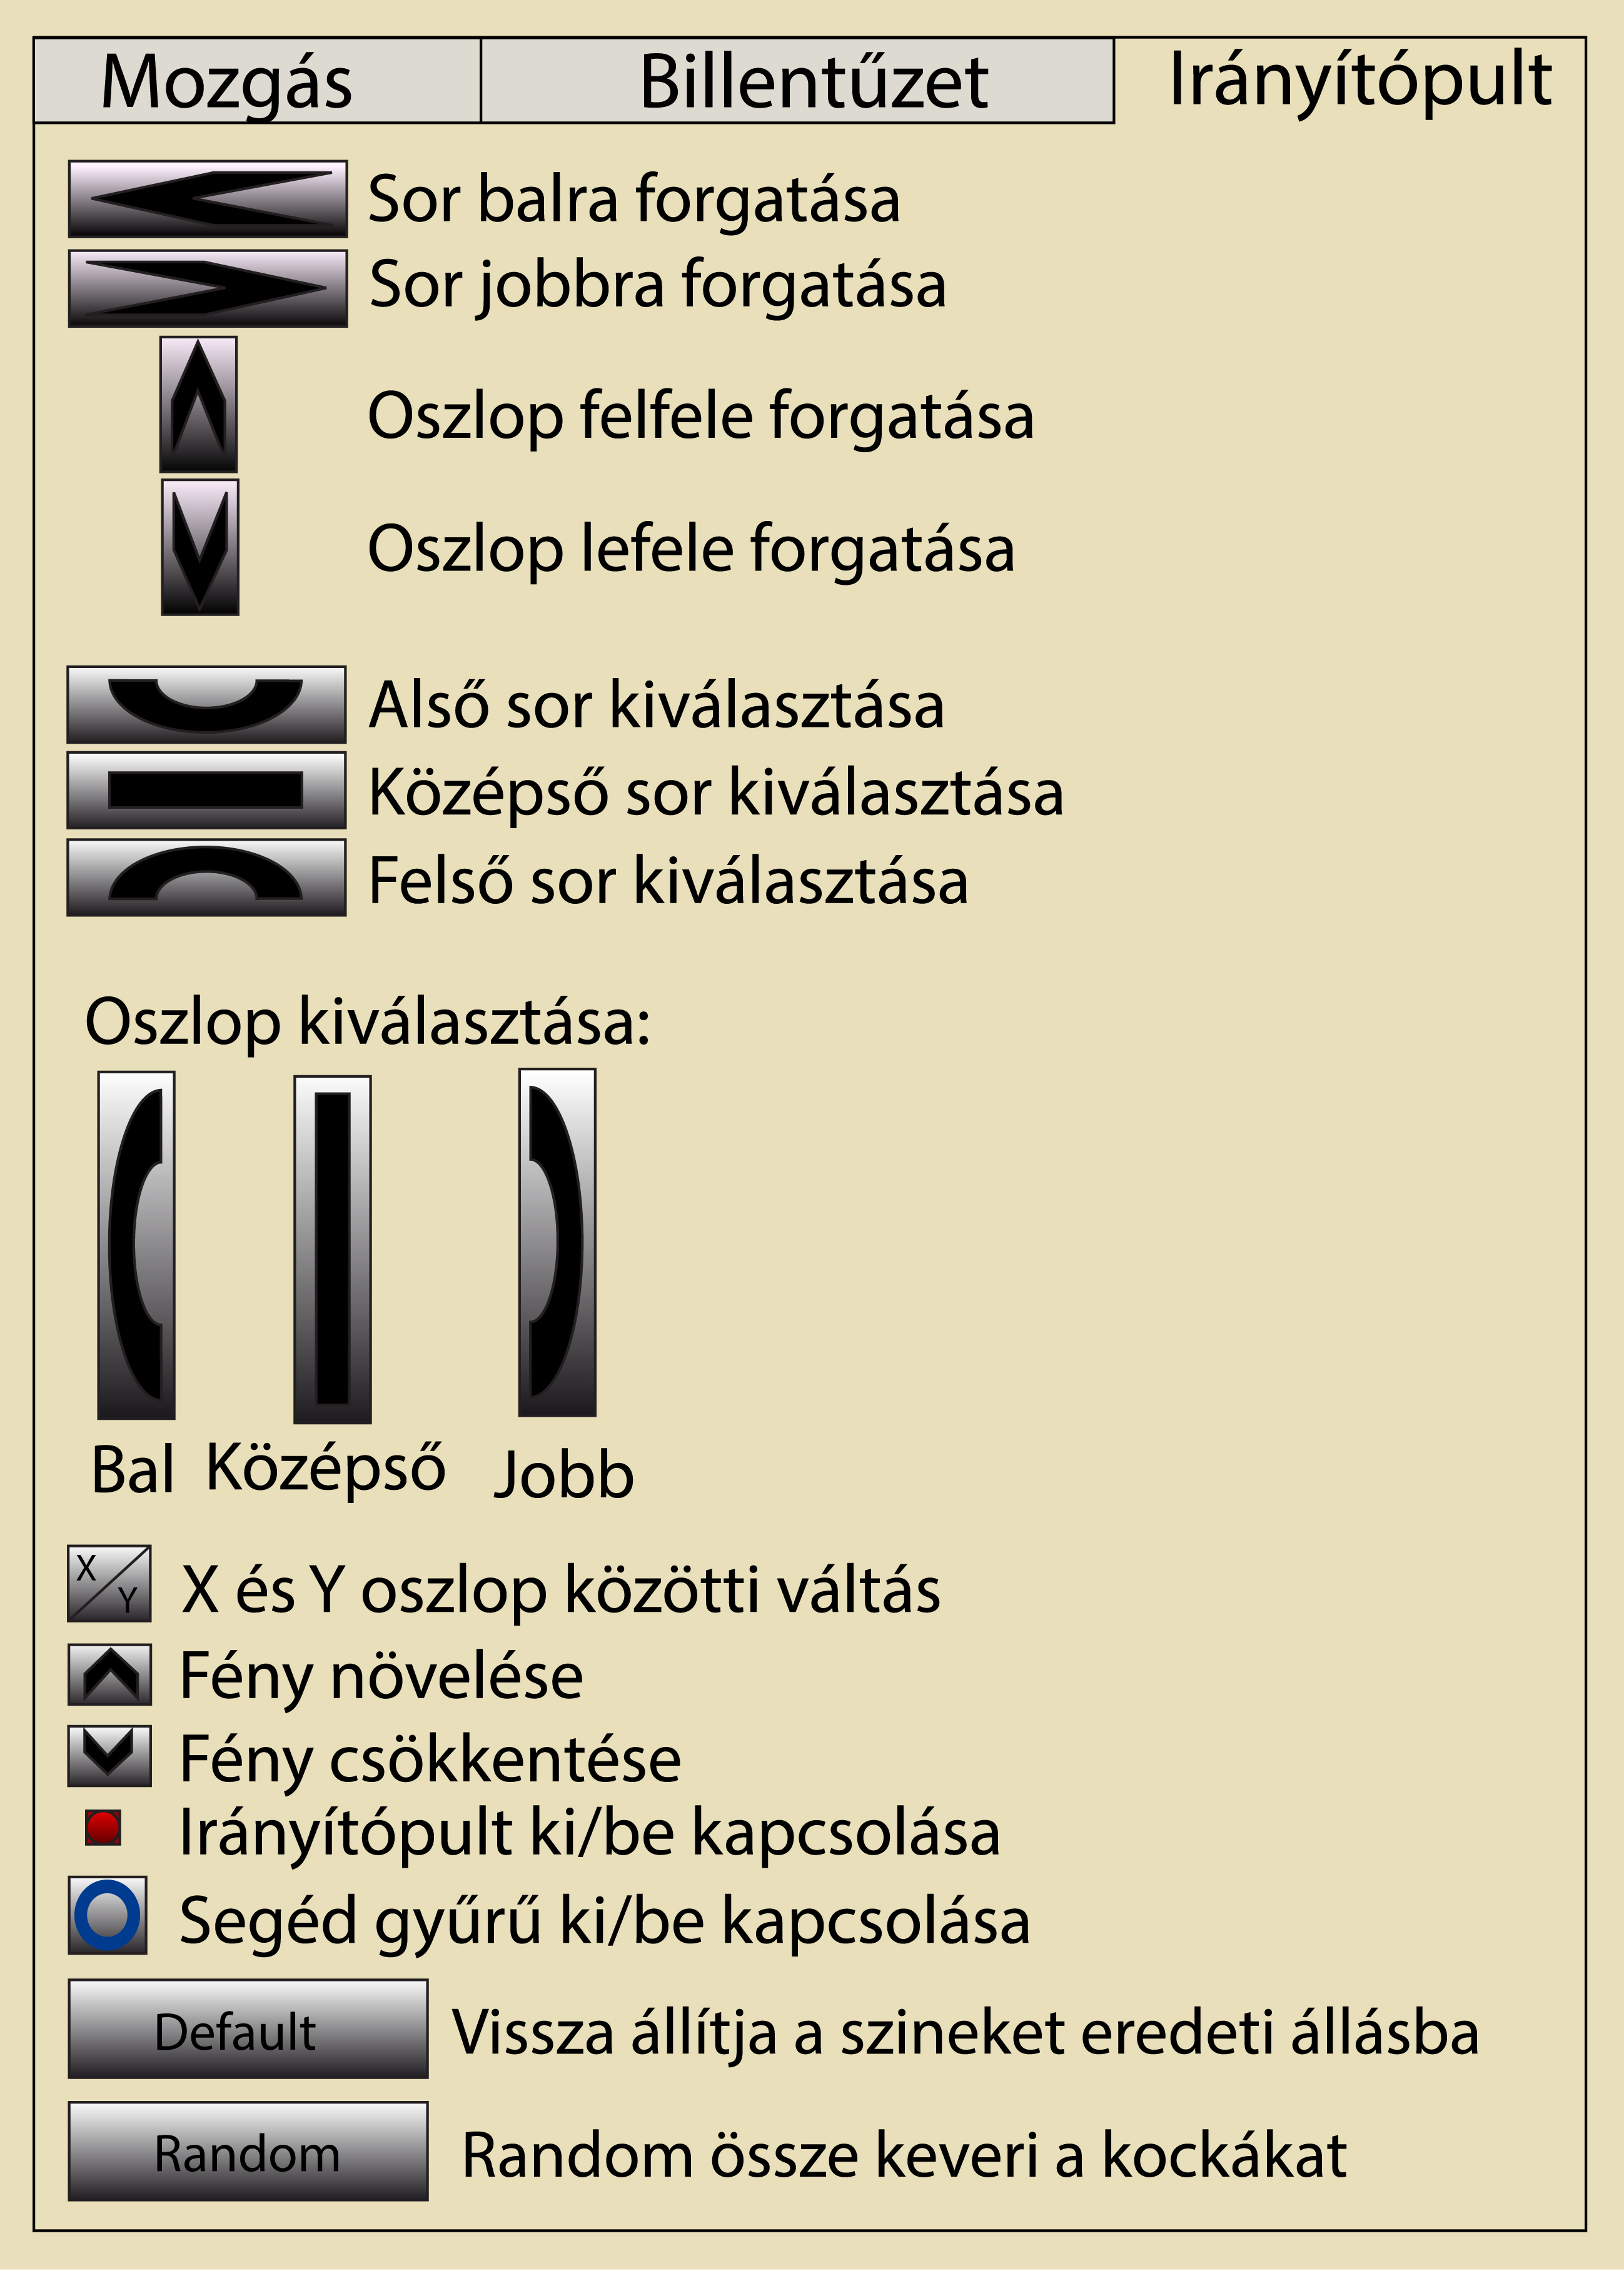 Mozgás Billentűzet Irányítópult
Sor balra forgatása
Sor jobbra forgatása
Oszlop felfele forgatása
Oszlop lefele forgatása
Alső sor kiválasztása
Középső sor kiválasztása
Felső sor kiválasztása
Oszlop kiválasztása:
Bal Középső Jobb
X Y X és Y oszlop közötti váltás
Fény növelése
Fény csökkentése
Irányítópult ki/be kapcsolása
Segéd gyűrű ki/be kapcsolása
Default Vissza állítja a szineket eredeti állásba
Random Random össze keveri a kockákat